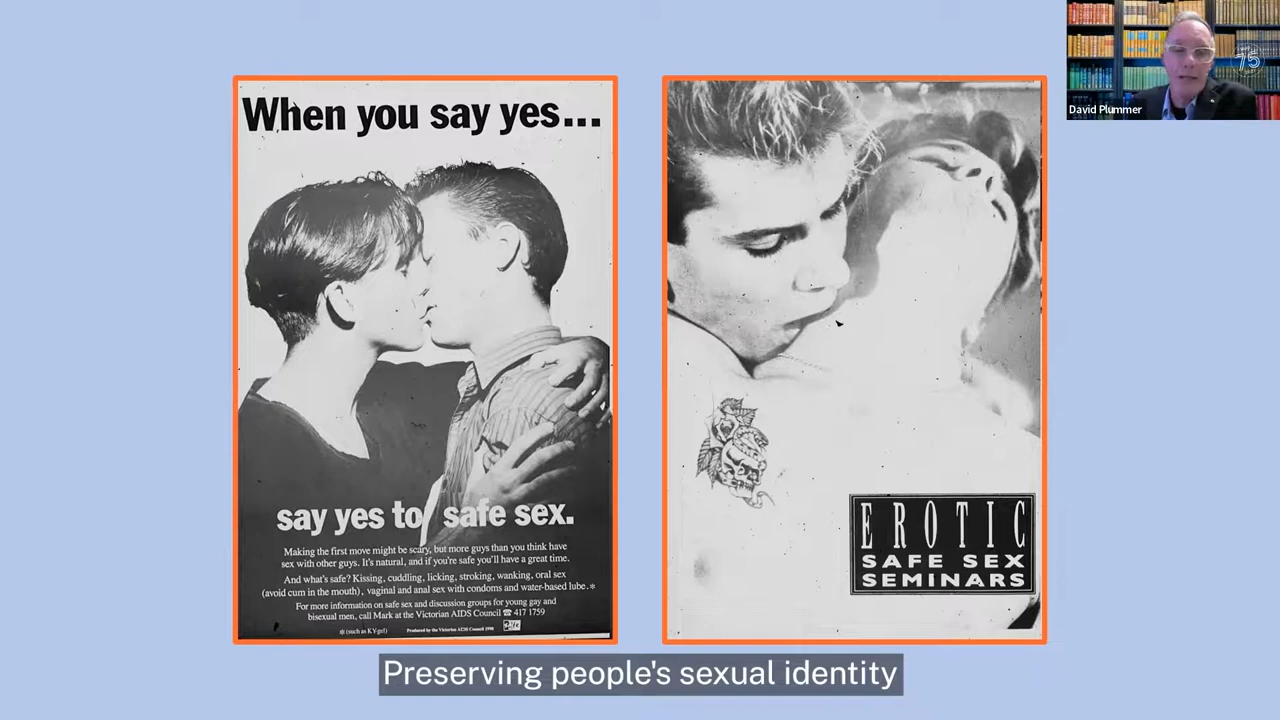 When you say yes...
say yes to safe sex.
Making the first move might be scary, but more guys than you think have
sex with other guys. It's natural, and if you're safe you'll have a great time.
And what's safe? Kissing, cuddling, licking, stroking, wanking, oral sex
(avoid cum in the mouth), vaginal and anal sex with condoms and water-based lube.*
For more information on safe sex and discussion groups for young gay and
bisexual men, call Mark at the Victorian AIDS Council ☎ 417 1759
*(such as KY-gel) Produced by the Victorian AIDS Council
EROTIC
SAFE SEX
SEMINARS
75
David Plummer
Preserving people's sexual identity